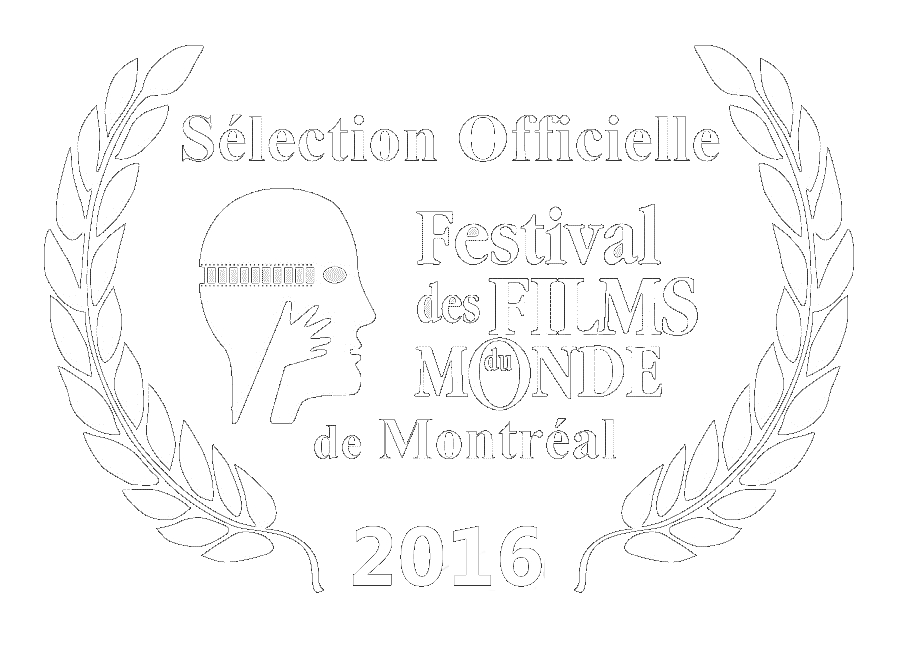 Sélection Officielle
Festival
des FILMS
du
MONDE
de Montréal
2016